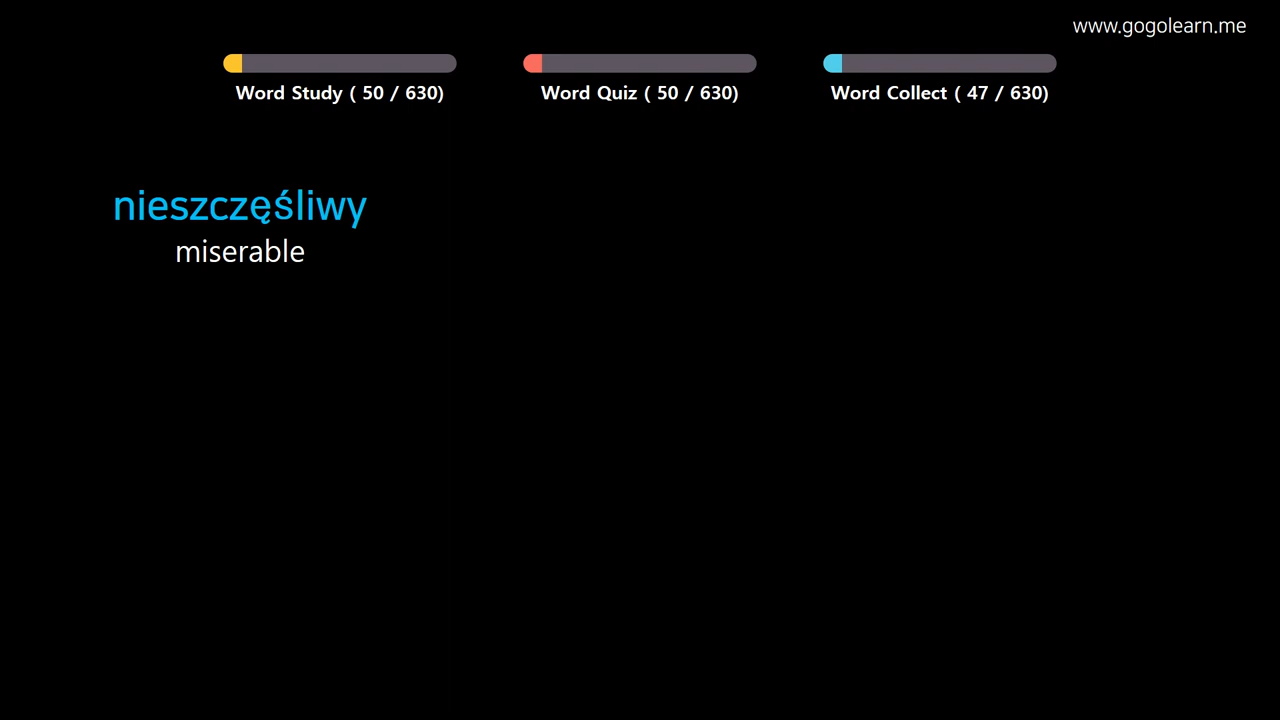 www.gogolearn.me
Word Study ( 50 / 630)
Word Quiz ( 50 / 630)
Word Collect ( 47 / 630)
nieszczęśliwy
miserable